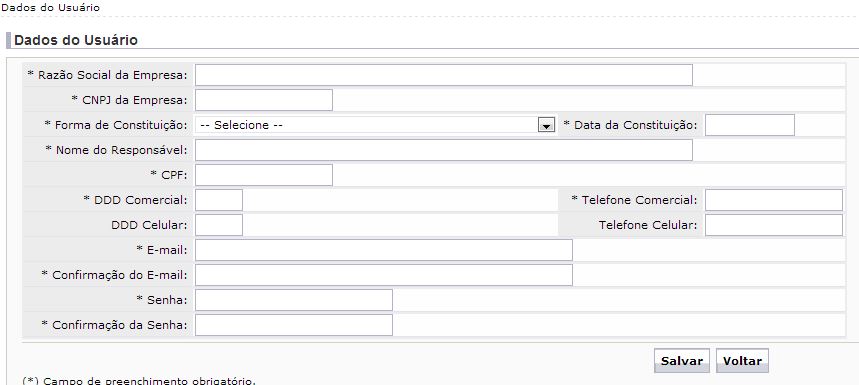 Dados do Usuário
Dados do Usuário
* Razão Social da Empresa:
* CNPJ da Empresa:
* Forma de Constituição: -- Selecione -- * Data da Constituição:
* Nome do Responsável:
* CPF:
* DDD Comercial: * Telefone Comercial:
DDD Celular: Telefone Celular:
* E-mail:
* Confirmação do E-mail:
* Senha:
* Confirmação da Senha:
Salvar Voltar
(*) Campo de preenchimento obrigatório.